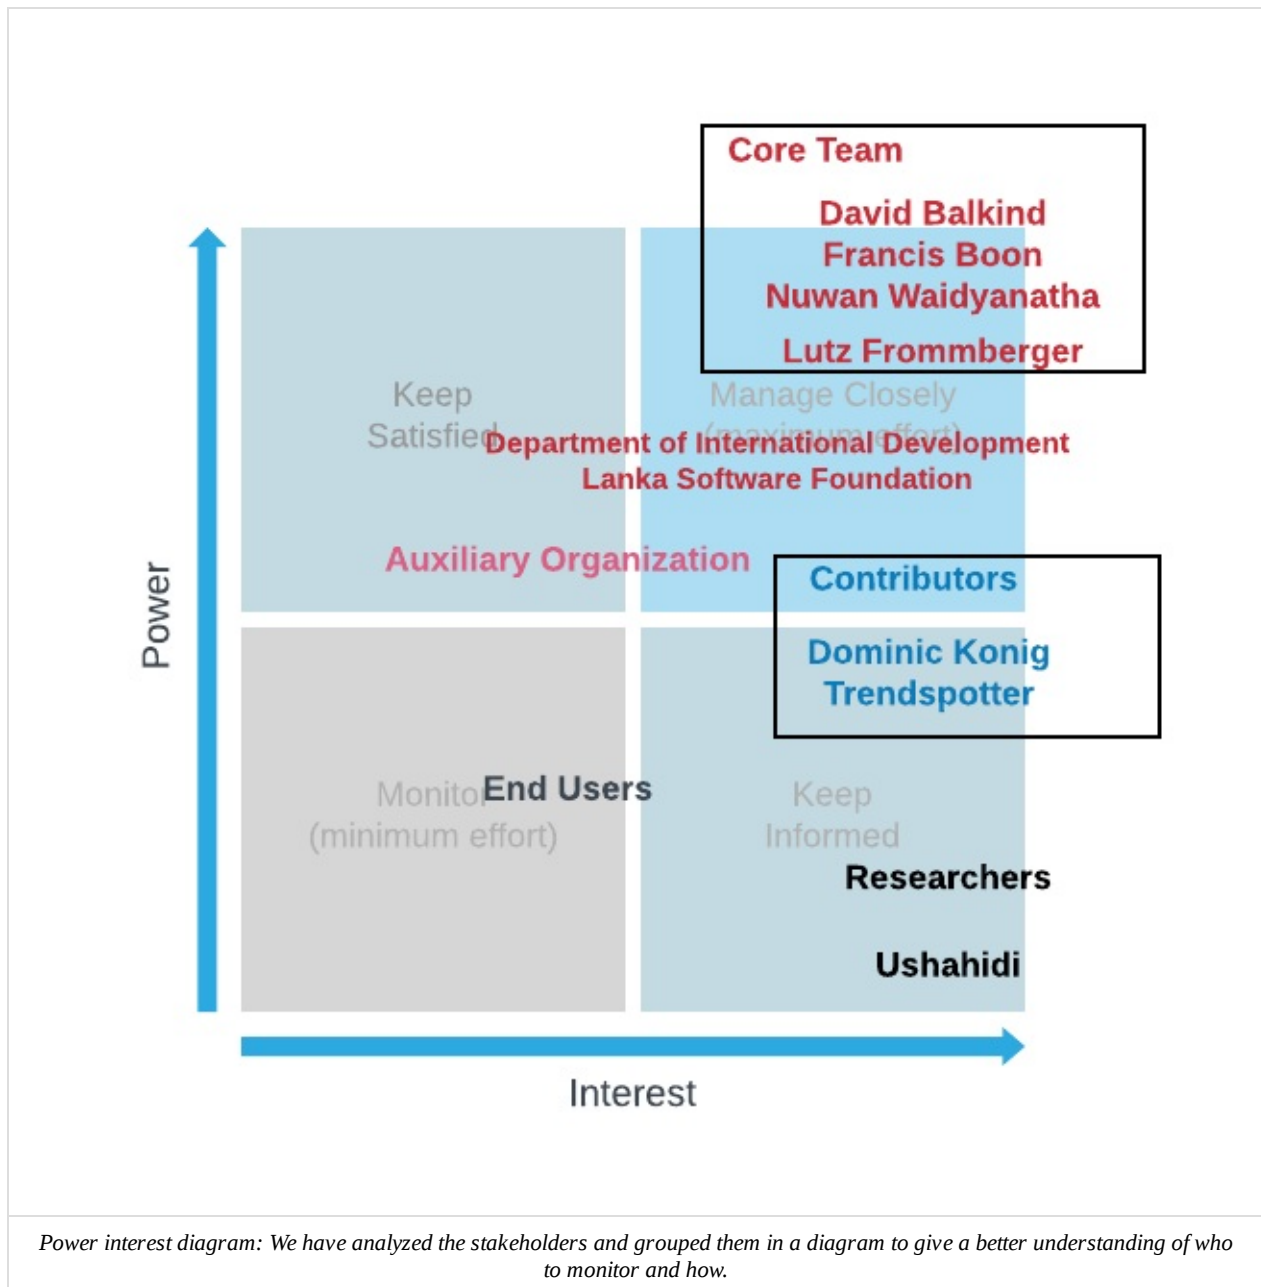 Core Team
David Balkind
Francis Boon
Nuwan Waidyanatha
Lutz Frommberger
Keep
Satisfied
Manage Closely
(maximum effort)
Department of International Development
Lanka Software Foundation
Auxiliary Organization
Contributors
Dominic Konig
Trendspotter
Power
Monitor
(minimum effort)
End Users
Keep
Informed
Researchers
Ushahidi
Interest
Power interest diagram: We have analyzed the stakeholders and grouped them in a diagram to give a better understanding of who
to monitor and how.